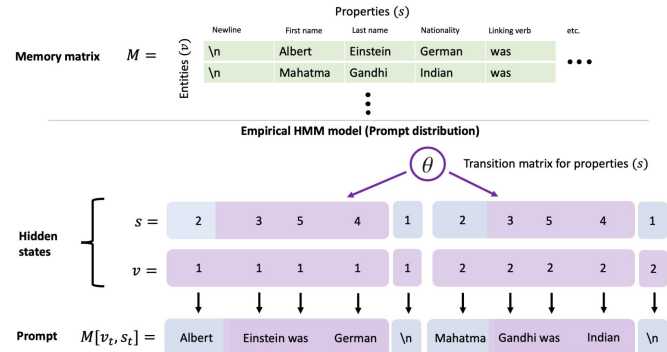 Properties (s)
Newline First name Last name Nationality Linking verb etc.
Memory matrix M = Entities (v) \n Albert Einstein German was
\n Mahatma Gandhi Indian was
Empirical HMM model (Prompt distribution)
θ Transition matrix for properties (s)
Hidden states
s = 2 3 5 4 1 2 3 5 4 1
v = 1 1 1 1 1 2 2 2 2 2
Prompt M[v_t, s_t] = Albert Einstein was German \n Mahatma Gandhi was Indian \n